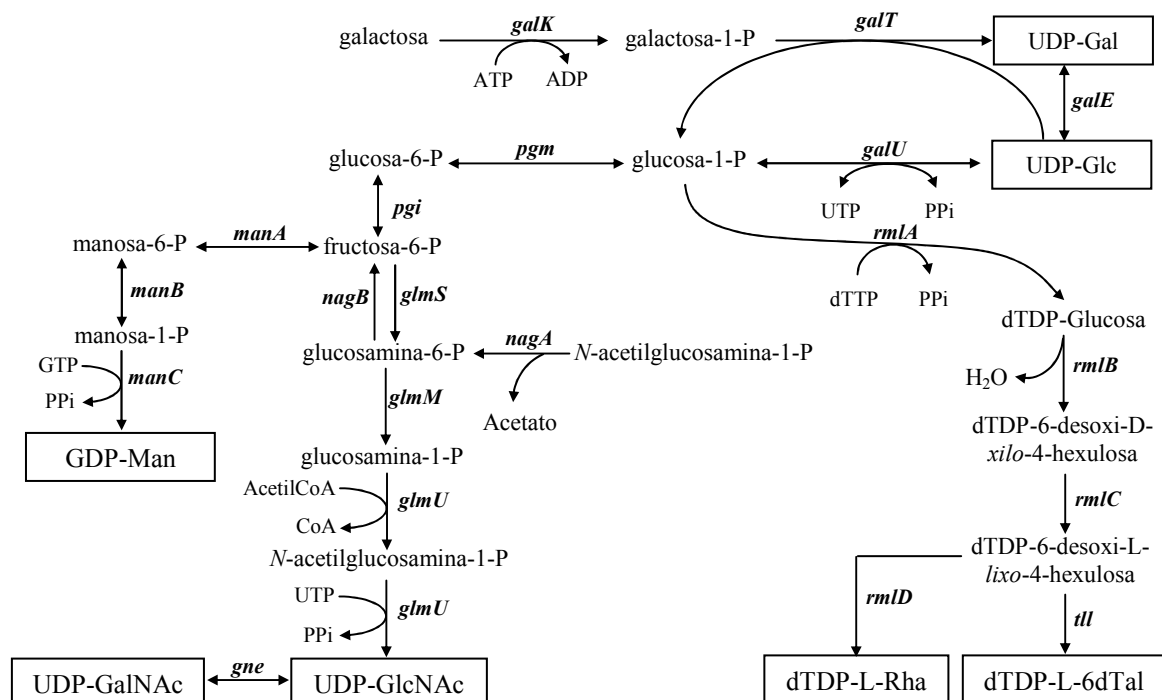 galK
galT
galactosa
galactosa-1-P
UDP-Gal
ATP
ADP
galE
glucosa-6-P
pgm
glucosa-1-P
galU
UDP-Glc
UTP
PPi
pgi
rmlA
manosa-6-P
manA
fructosa-6-P
dTTP
PPi
manB
nagB
glmS
dTDP-Glucosa
manosa-1-P
glucosamina-6-P
nagA
N-acetilglucosamina-1-P
GTP
manC
PPi
H2O
rmlB
glmM
Acetato
dTDP-6-desoxi-D-
xilo-4-hexulosa
GDP-Man
glucosamina-1-P
AcetilCoA
glmU
CoA
rmlC
N-acetilglucosamina-1-P
dTDP-6-desoxi-L-
lixo-4-hexulosa
UTP
glmU
PPi
rmlD
tll
UDP-GalNAc
gne
UDP-GlcNAc
dTDP-L-Rha
dTDP-L-6dTal